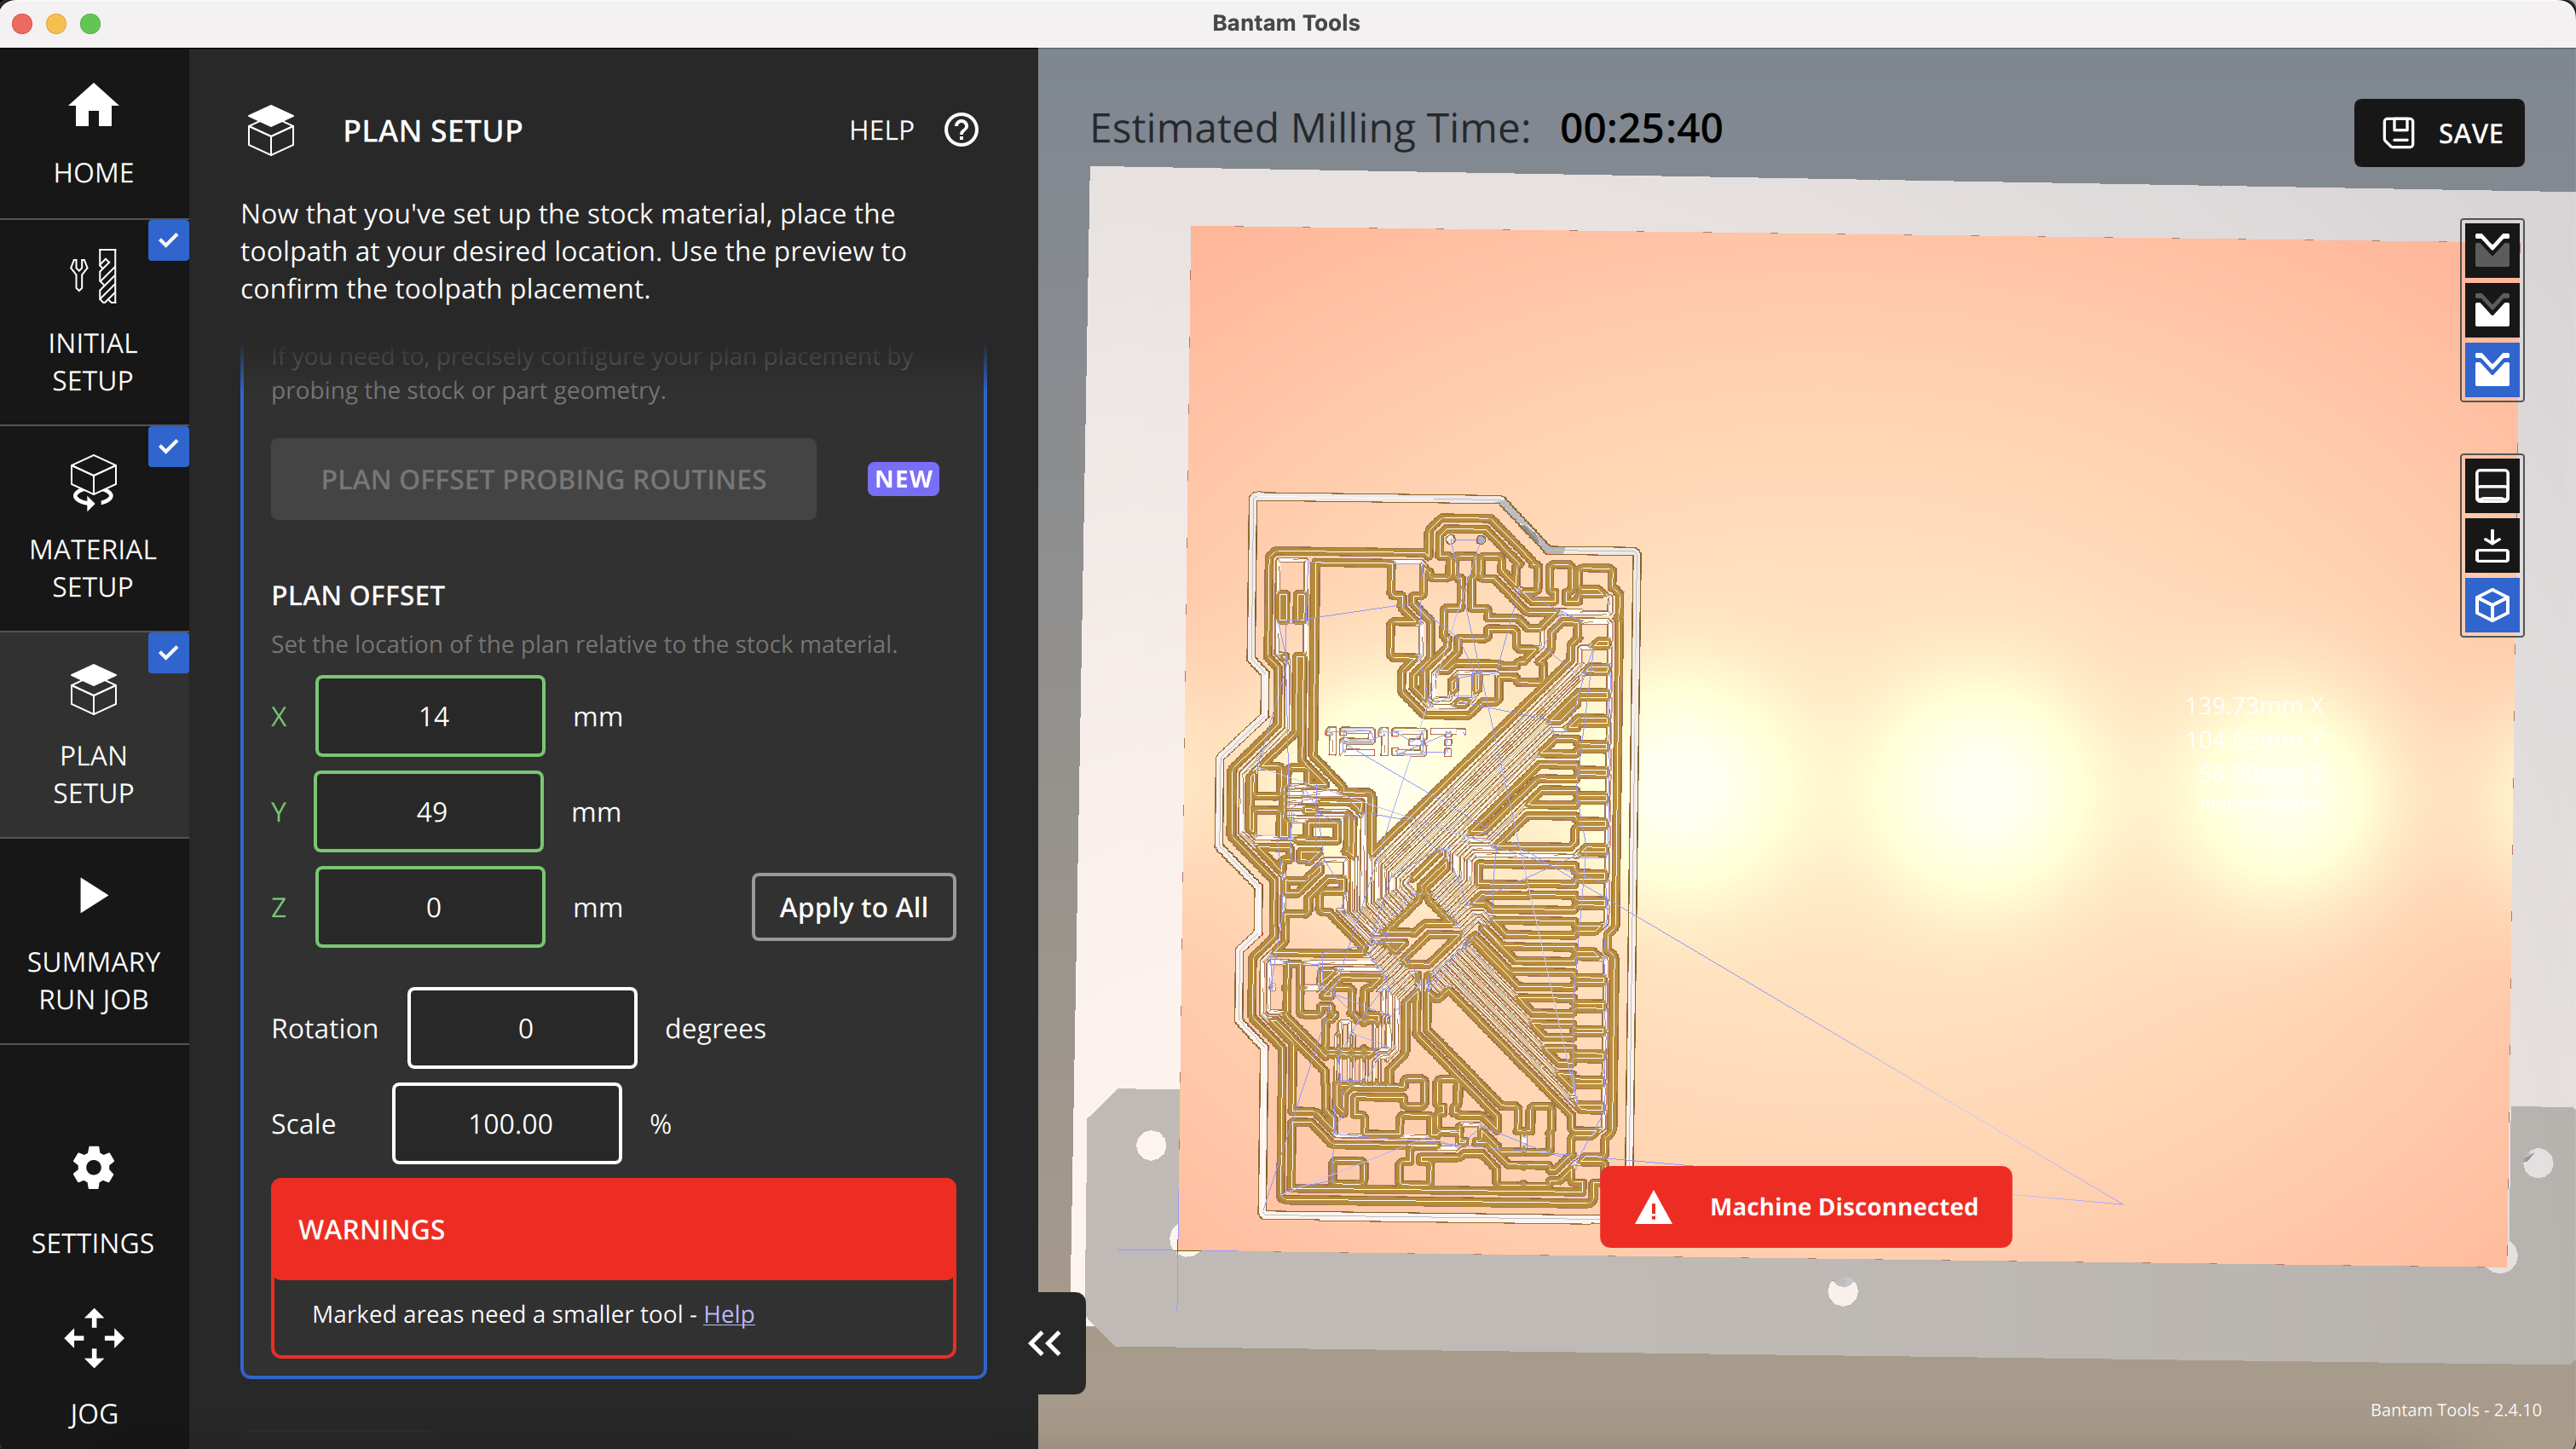 Bantam Tools
HOME
INITIAL
SETUP
MATERIAL
SETUP
PLAN
SETUP
SUMMARY
RUN JOB
SETTINGS
JOG
PLAN SETUP
HELP
Now that you've set up the stock material, place the
toolpath at your desired location. Use the preview to
confirm the toolpath placement.
If you need to, precisely configure your plan placement by
probing the stock or part geometry.
PLAN OFFSET PROBING ROUTINES
NEW
PLAN OFFSET
Set the location of the plan relative to the stock material.
X 14 mm
Y 49 mm
Z 0 mm
Apply to All
Rotation 0 degrees
Scale 100.00 %
WARNINGS
Marked areas need a smaller tool - Help
Estimated Milling Time: 00:25:40
SAVE
1213T
139.73mm X
104.65mm Y
Machine Disconnected
Bantam Tools - 2.4.10